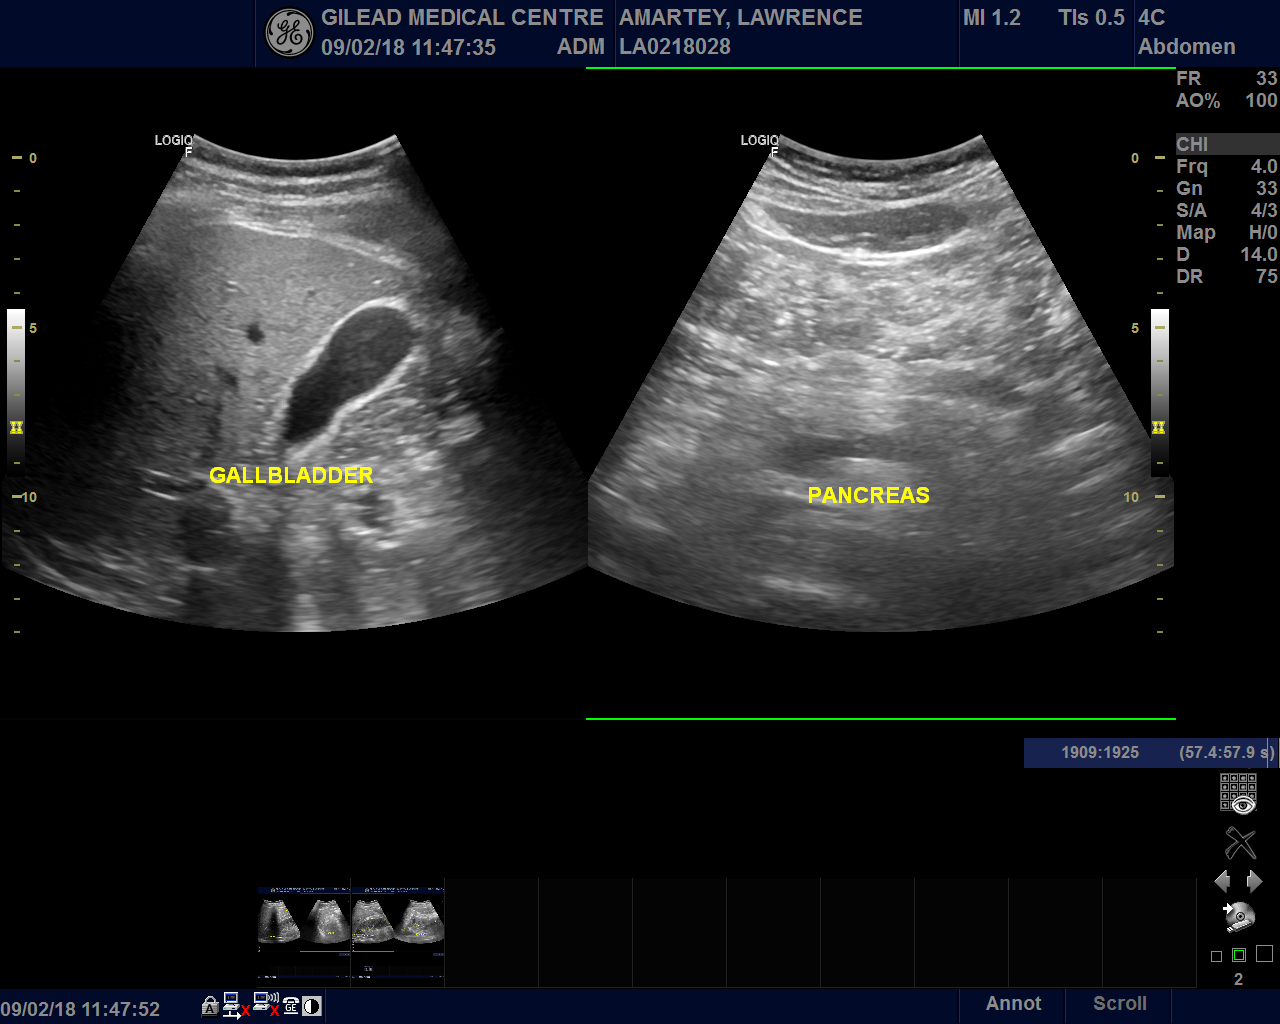 GILEAD MEDICAL CENTRE
09/02/18 11:47:35 ADM
AMARTEY, LAWRENCE
LA0218028
MI 1.2 TIs 0.5
4C
Abdomen
FR 33
AO% 100
CHI
Frq 4.0
Gn 33
S/A 4/3
Map H/0
D 14.0
DR 75
LOGIQ
F
0
5
10
GALLBLADDER
LOGIQ
F
0
5
10
PANCREAS
1909:1925 (57.4:57.9 s)
2
09/02/18 11:47:52
A
GE
Annot
Scroll